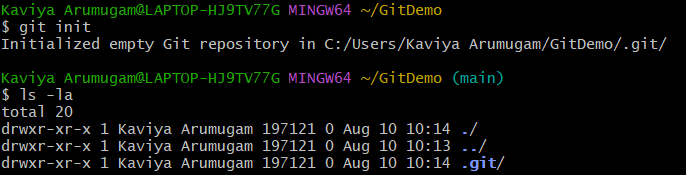 Kaviya Arumugam@LAPTOP-HJ9TV77G MINGW64 ~/GitDemo
$ git init
Initialized empty Git repository in C:/Users/Kaviya Arumugam/GitDemo/.git/
Kaviya Arumugam@LAPTOP-HJ9TV77G MINGW64 ~/GitDemo (main)
$ ls -la
total 20
drwxr-xr-x 1 Kaviya Arumugam 197121 0 Aug 10 10:14 ./
drwxr-xr-x 1 Kaviya Arumugam 197121 0 Aug 10 10:13 ../
drwxr-xr-x 1 Kaviya Arumugam 197121 0 Aug 10 10:14 .git/